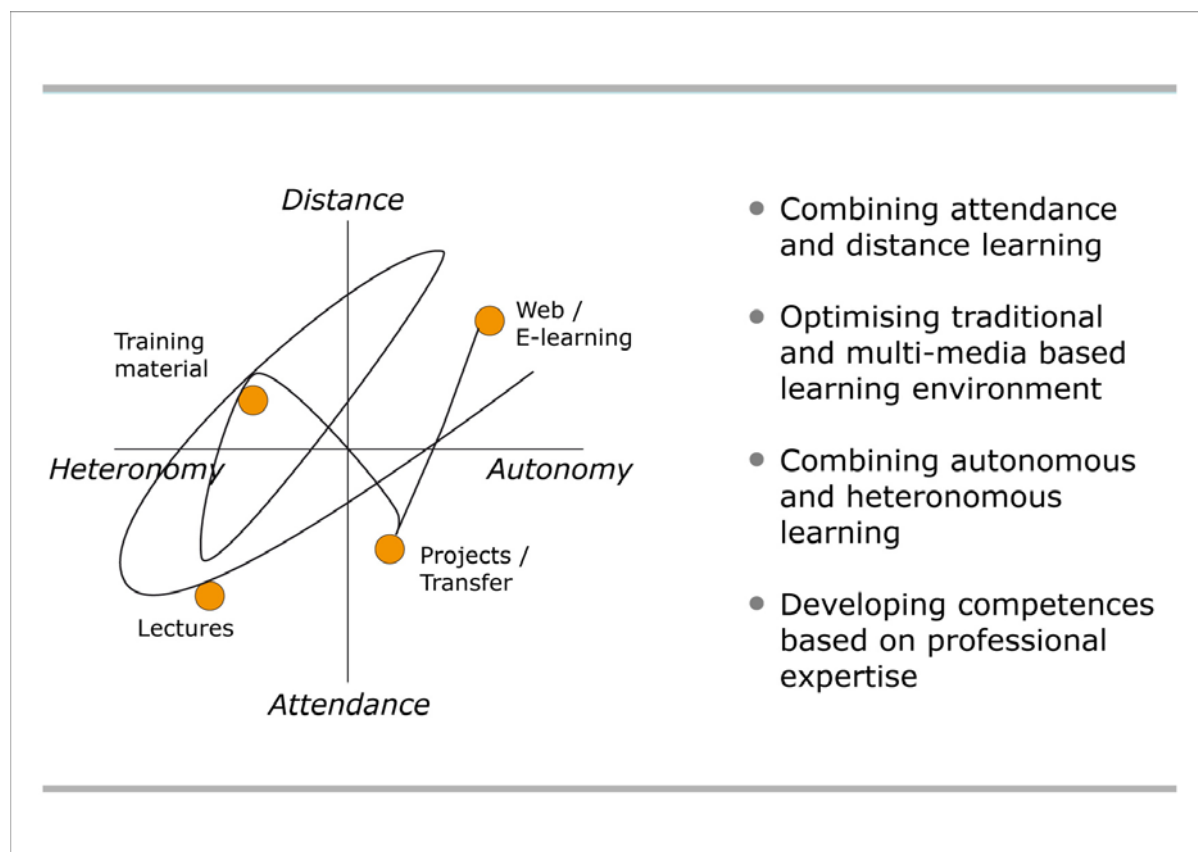 Distance
Web /
E-learning
Training
material
Heteronomy
Autonomy
Projects /
Transfer
Lectures
Attendance
• Combining attendance
and distance learning
• Optimising traditional
and multi-media based
learning environment
• Combining autonomous
and heteronomous
learning
• Developing competences
based on professional
expertise